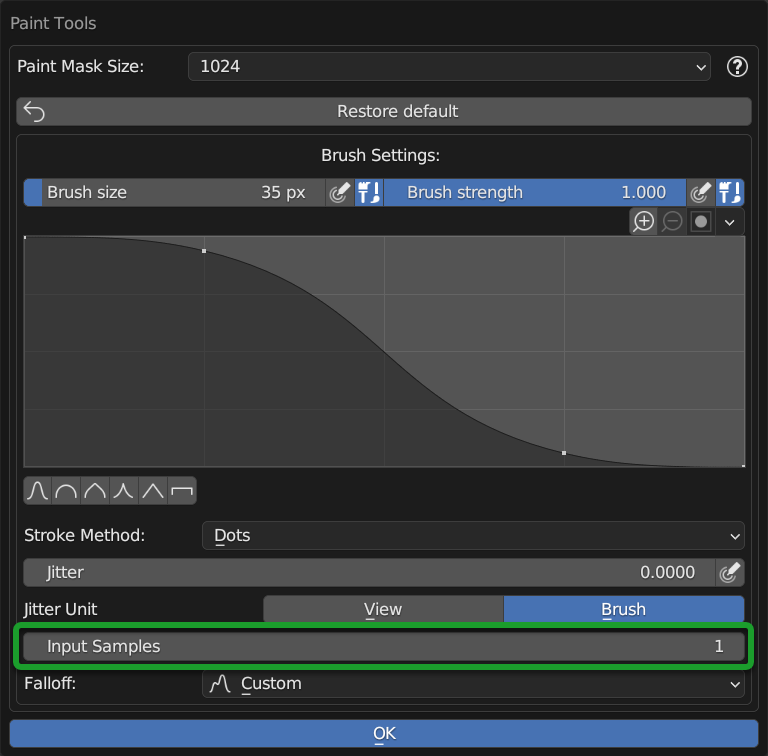 Paint Tools
Paint Mask Size: 1024 ?
Restore default
Brush Settings:
Brush size 35 px Brush strength 1.000
Stroke Method: Dots
Jitter 0.0000
Jitter Unit View Brush
Input Samples 1
Falloff: Custom
OK